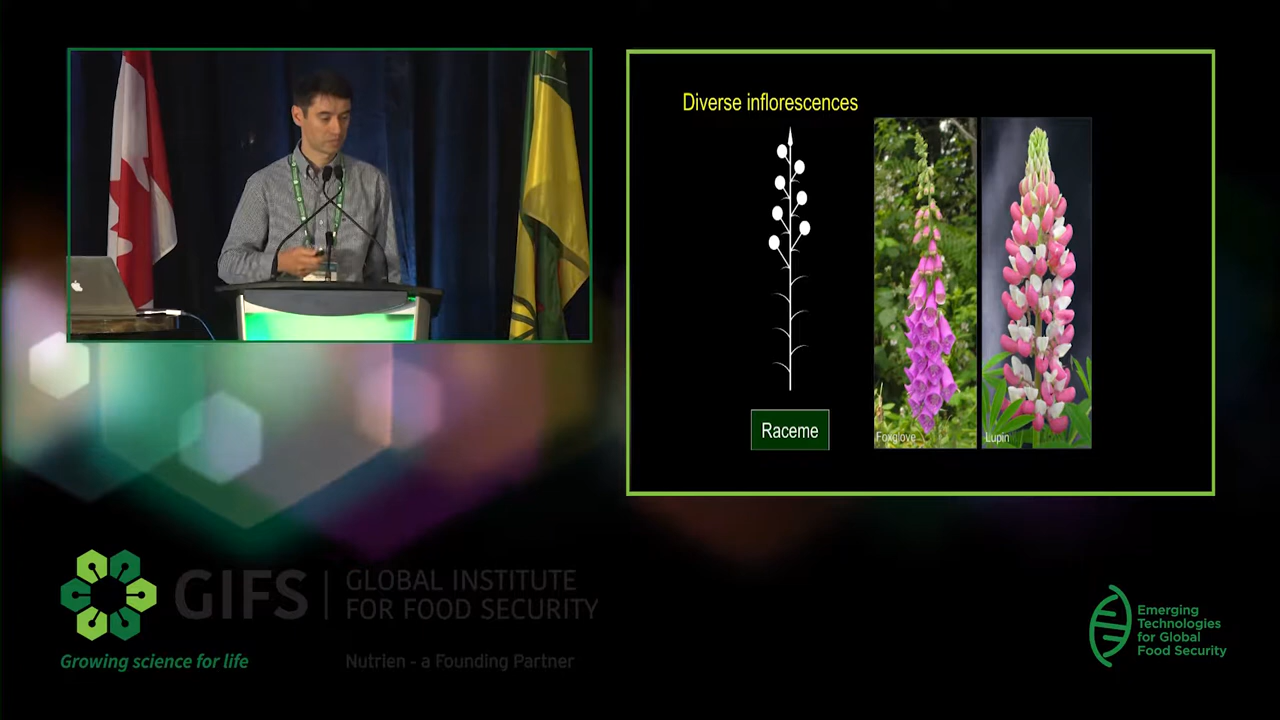 Diverse inflorescences
Raceme
Foxglove
Lupin
GIFS
GLOBAL INSTITUTE
FOR FOOD SECURITY
Growing science for life
Nutrien - a Founding Partner
Emerging
Technologies
for Global
Food Security